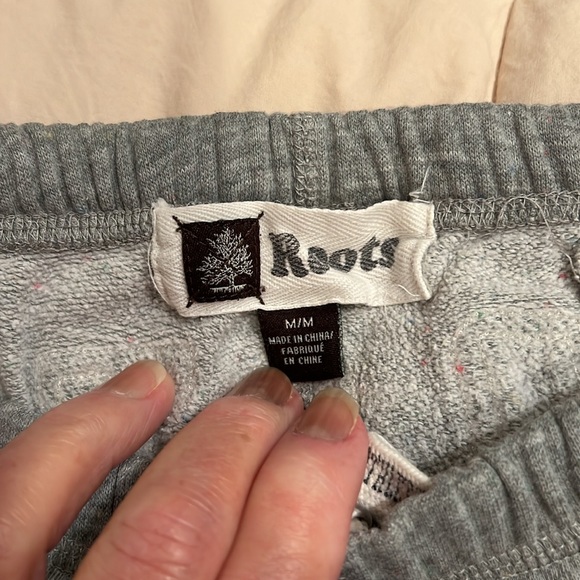 Roots
M/M
MADE IN CHINA/
FABRIQUÉ
EN CHINE